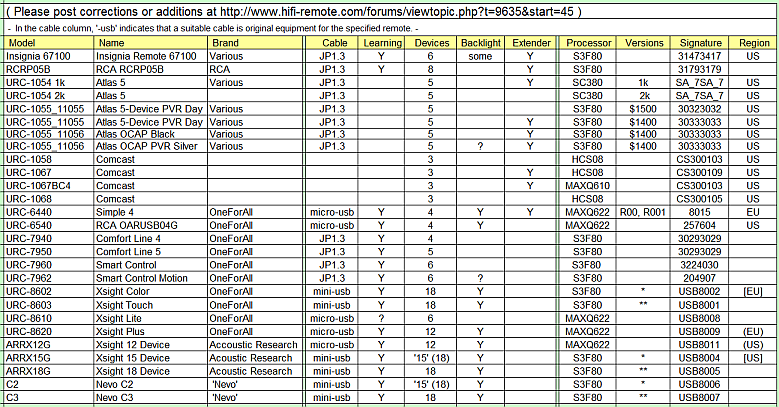 ( Please post corrections or additions at http://www.hifi-remote.com/forums/viewtopic.php?t=9635&start=45 )
- In the cable column, '-usb' indicates that a suitable cable is original equipment for the specified remote. -
Model Name Brand Cable Learning Devices Backlight Extender Processor Versions Signature Region
Insignia 67100 Insignia Remote 67100 Various JP1.3 Y 6 some Y S3F80 31473417 US
RCRP05B RCA RCRP05B RCA JP1.3 Y 8 Y S3F80 31793179
URC-1054 1k Atlas 5 JP1.3 5 Y SC380 1k SA_7SA_7 US
URC-1054 2k Atlas 5 JP1.3 5 SC380 2k SA_7SA_7 US
URC-1055_11055 Atlas 5-Device PVR Day Various JP1.3 5 S3F80 $1500 30323032 US
URC-1055_11055 Atlas 5-Device PVR Day Various JP1.3 5 Y S3F80 $1400 30333033 US
URC-1055_11056 Atlas OCAP Black Various JP1.3 5 Y S3F80 $1400 30333033 US
URC-1055_11056 Atlas OCAP PVR Silver Various JP1.3 5 ? Y S3F80 $1400 30333033 US
URC-1058 Comcast 3 HCS08 CS300103 US
URC-1067 Comcast 3 Y HCS08 CS300109 US
URC-1067BC4 Comcast 3 Y MAXQ610 CS300103 US
URC-1068 Comcast 3 HCS08 CS300105 US
URC-6440 Simple 4 OneForAll micro-usb Y 4 Y Y MAXQ622 R00, R001 8015 EU
URC-6540 RCA OARUSB04G OneForAll micro-usb Y 4 Y MAXQ622 257604 US
URC-7940 Comfort Line 4 OneForAll JP1.3 Y 4 S3F80 30293029
URC-7950 Comfort Line 5 OneForAll JP1.3 Y 5 S3F80 30293029
URC-7960 Smart Control OneForAll JP1.3 Y 6 S3F80 3224030
URC-7962 Smart Control Motion OneForAll JP1.3 Y 6 ? S3F80 204907
URC-8602 Xsight Color OneForAll mini-usb Y 18 Y S3F80 * USB8002 [EU]
URC-8603 Xsight Touch OneForAll mini-usb Y 18 Y S3F80 ** USB8001
URC-8610 Xsight Lite OneForAll micro-usb ? 6 MAXQ622 USB8008
URC-8620 Xsight Plus OneForAll micro-usb Y 12 Y MAXQ622 USB8009 (EU)
ARRX12G Xsight 12 Device Accoustic Research micro-usb Y 12 Y MAXQ622 USB8011 (US)
ARRX15G Xsight 15 Device Acoustic Research mini-usb Y '15' (18) Y S3F80 * USB8004 [US]
ARRX18G Xsight 18 Device Acoustic Research mini-usb Y 18 Y S3F80 ** USB8005
C2 Nevo C2 'Nevo' mini-usb Y '15' (18) Y S3F80 * USB8006
C3 Nevo C3 'Nevo' mini-usb Y 18 Y S3F80 ** USB8007